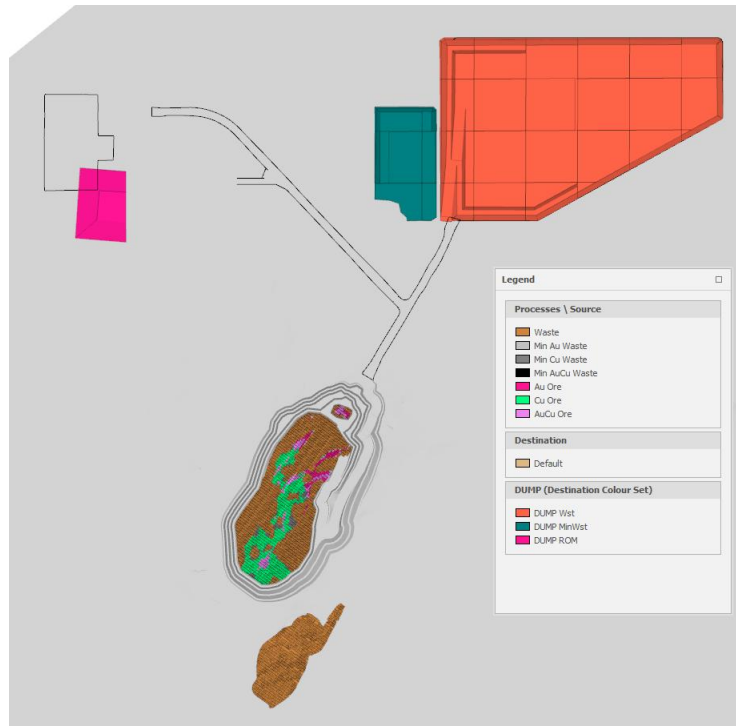 Legend
Processes \ Source
Waste
Min Au Waste
Min Cu Waste
Min AuCu Waste
Au Ore
Cu Ore
AuCu Ore
Destination
Default
DUMP (Destination Colour Set)
DUMP Wst
DUMP MinWst
DUMP ROM